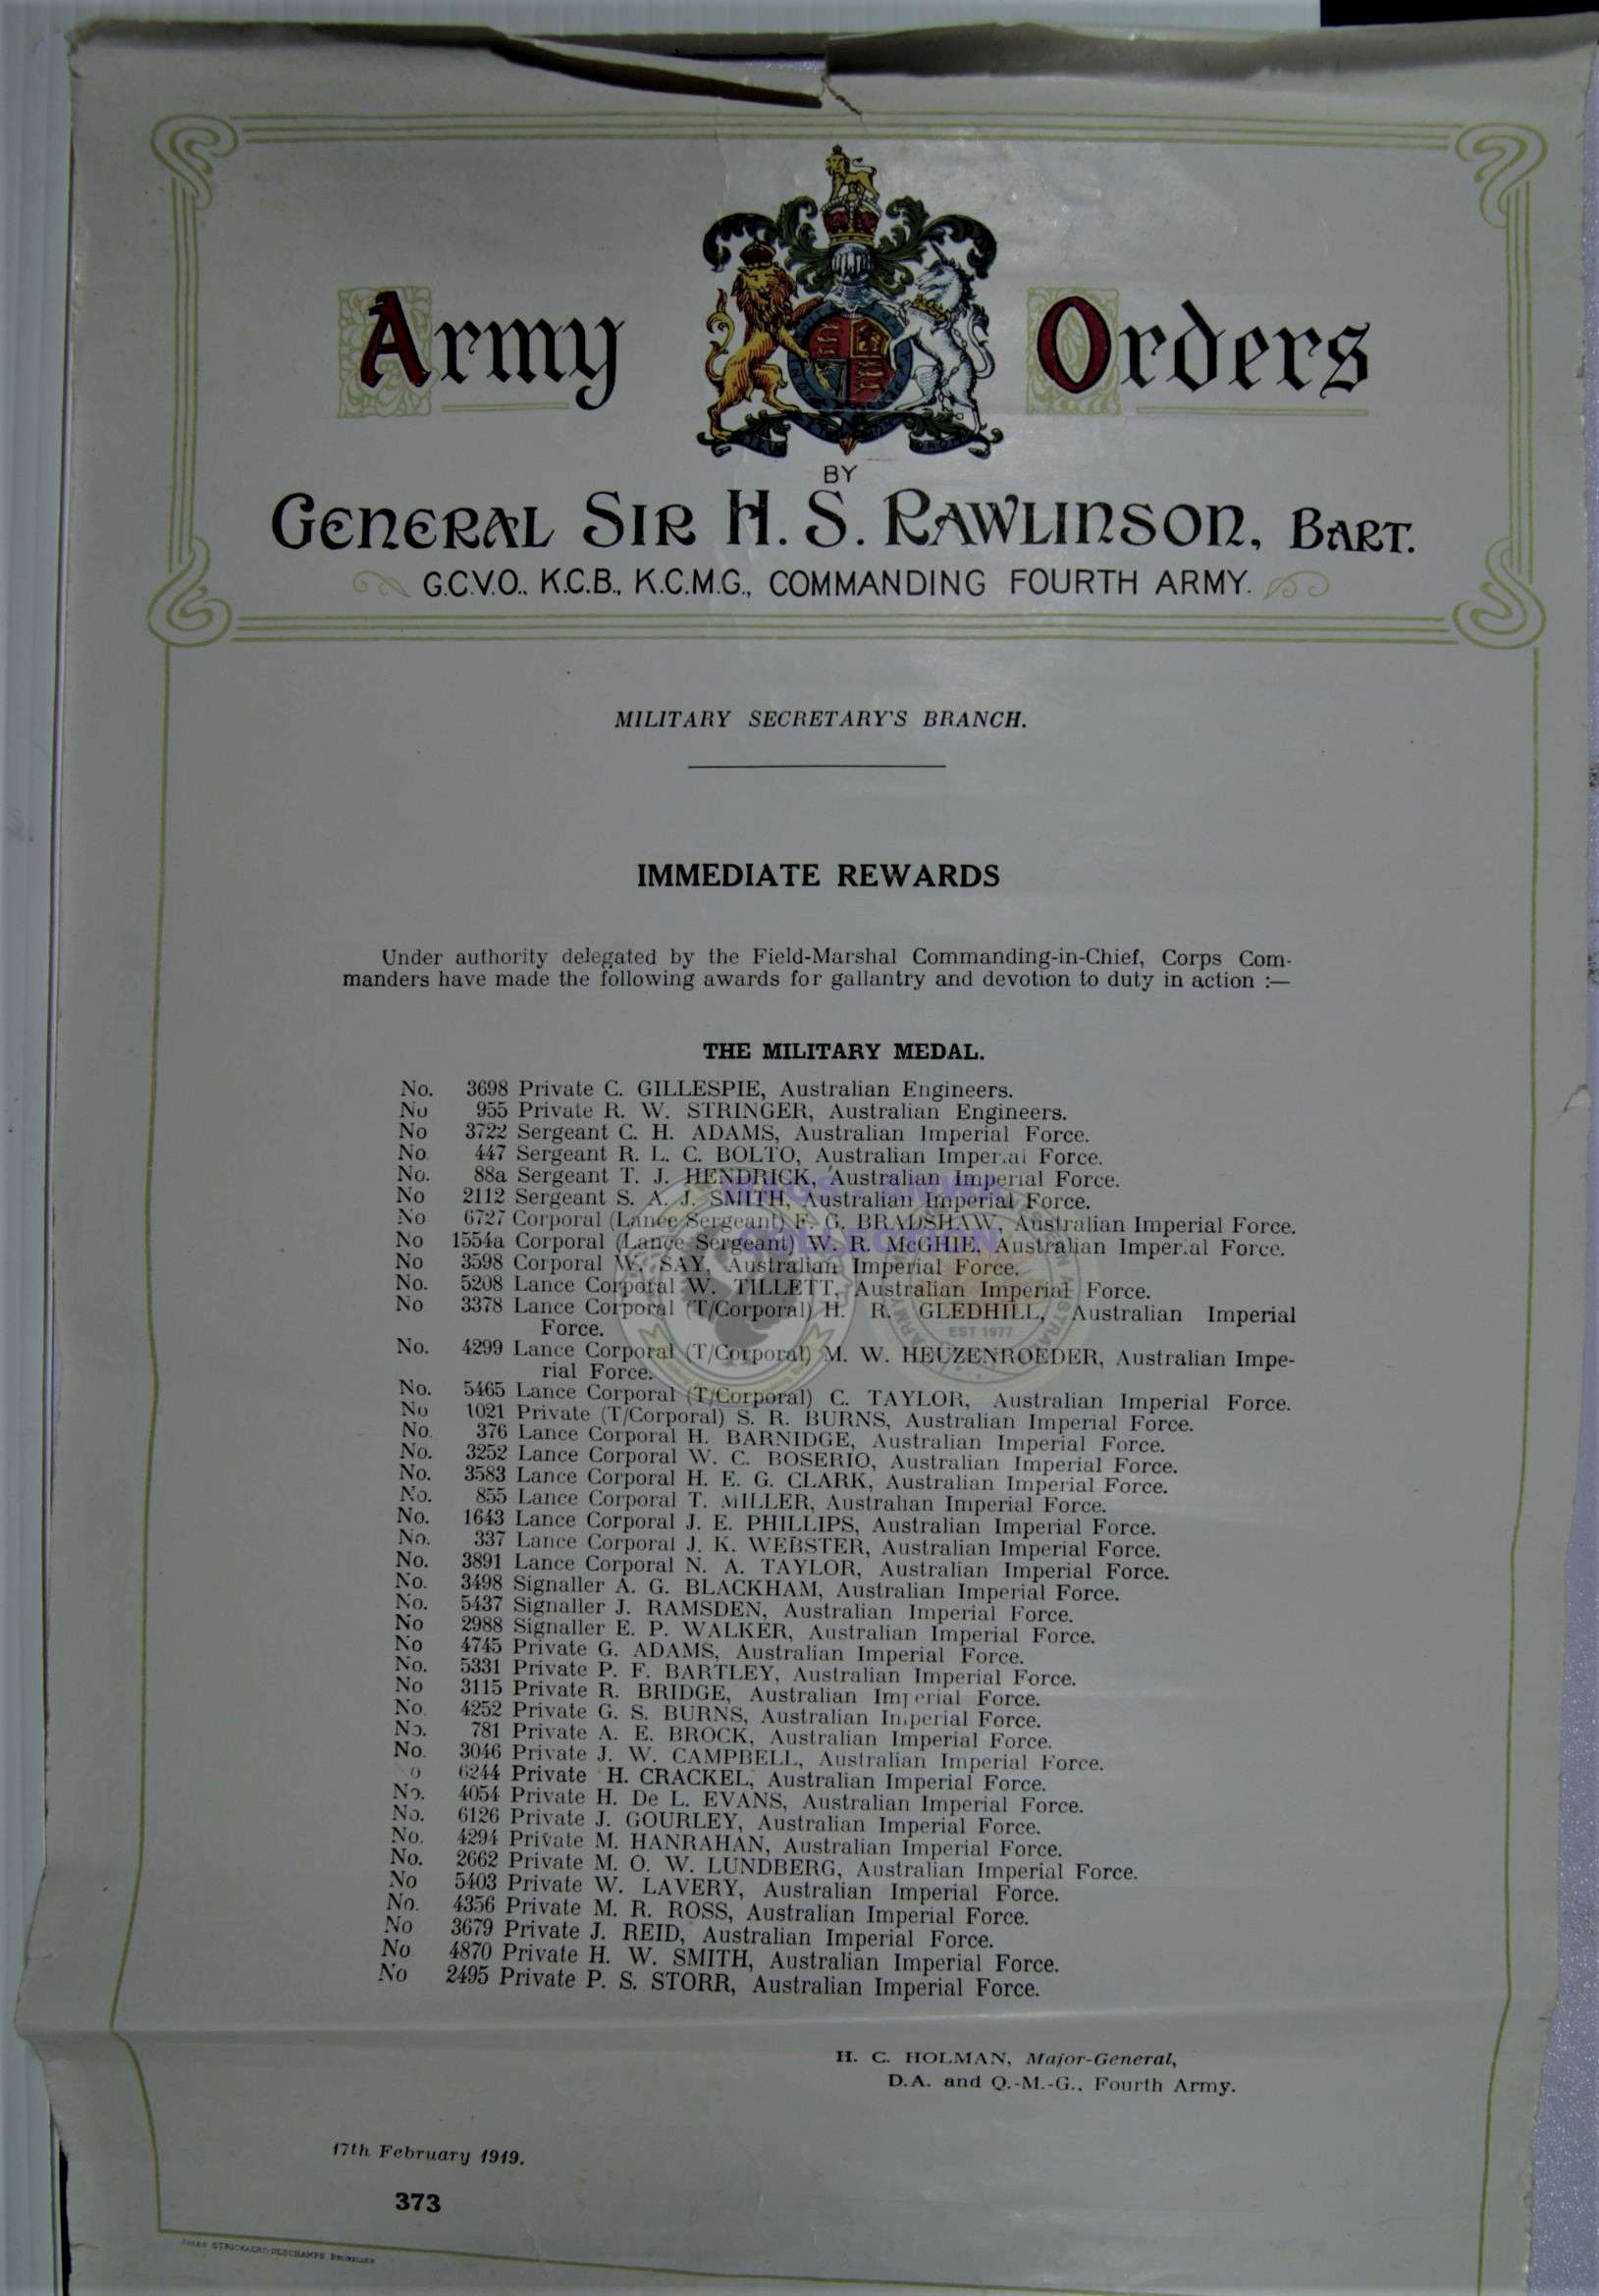 Army Orders
BY
GENERAL SIR H. S. RAWLINSON, BART.
G.C.V.O., K.C.B., K.C.M.G., COMMANDING FOURTH ARMY.
MILITARY SECRETARY'S BRANCH.
IMMEDIATE REWARDS
Under authority delegated by the Field-Marshal Commanding-in-Chief, Corps Com-
manders have made the following awards for gallantry and devotion to duty in action :—
THE MILITARY MEDAL.
No. 3698 Private C. GILLESPIE, Australian Engineers.
No 955 Private R. W. STRINGER, Australian Engineers.
No 3722 Sergeant C. H. ADAMS, Australian Imperial Force.
No. 447 Sergeant R. L. C. BOLTO, Australian Imperial Force.
No. 88a Sergeant T. J. HENDRICK, Australian Imperial Force.
No 2112 Sergeant S. A. J. SMITH, Australian Imperial Force.
No 6727 Corporal (Lance Sergeant) F. G. BRADSHAW, Australian Imperial Force.
No 1554a Corporal (Lance Sergeant) W. R. McGHIE, Australian Imperial Force.
No 3598 Corporal W. SAY, Australian Imperial Force.
No. 5208 Lance Corporal W. TILLETT, Australian Imperial Force.
No 3378 Lance Corporal (T/Corporal) H. R. GLEDHILL, Australian Imperial
Force.
No. 4299 Lance Corporal (T/Corporal) M. W. HEUZENROEDER, Australian Impe-
rial Force.
No. 5465 Lance Corporal (T/Corporal) C. TAYLOR, Australian Imperial Force.
No 1021 Private (T/Corporal) S. R. BURNS, Australian Imperial Force.
No. 376 Lance Corporal H. BARNIDGE, Australian Imperial Force.
No. 3252 Lance Corporal W. C. BOSERIO, Australian Imperial Force.
No. 3583 Lance Corporal H. E. G. CLARK, Australian Imperial Force.
No. 855 Lance Corporal T. MILLER, Australian Imperial Force.
No. 1643 Lance Corporal J. E. PHILLIPS, Australian Imperial Force.
No. 337 Lance Corporal J. K. WEBSTER, Australian Imperial Force.
No. 3891 Lance Corporal N. A. TAYLOR, Australian Imperial Force.
No. 3498 Signaller A. G. BLACKHAM, Australian Imperial Force.
No. 5437 Signaller J. RAMSDEN, Australian Imperial Force.
No 2988 Signaller E. P. WALKER, Australian Imperial Force.
No 4745 Private G. ADAMS, Australian Imperial Force.
No. 5331 Private P. F. BARTLEY, Australian Imperial Force.
No 3115 Private R. BRIDGE, Australian Imperial Force.
No. 4252 Private G. S. BURNS, Australian Imperial Force.
No. 781 Private A. E. BROCK, Australian Imperial Force.
No. 3046 Private J. W. CAMPBELL, Australian Imperial Force.
o 6244 Private H. CRACKEL, Australian Imperial Force.
No. 4054 Private H. De L. EVANS, Australian Imperial Force.
No. 6126 Private J. GOURLEY, Australian Imperial Force.
No. 4294 Private M. HANRAHAN, Australian Imperial Force.
No. 2662 Private M. O. W. LUNDBERG, Australian Imperial Force.
No 5403 Private W. LAVERY, Australian Imperial Force.
No. 4356 Private M. R. ROSS, Australian Imperial Force.
No 3679 Private J. REID, Australian Imperial Force.
No 4870 Private H. W. SMITH, Australian Imperial Force.
No 2495 Private P. S. STORR, Australian Imperial Force.
COLLECTION
EST 1977
H. C. HOLMAN, Major-General,
D.A. and Q.-M.-G., Fourth Army.
17th February 1919.
373